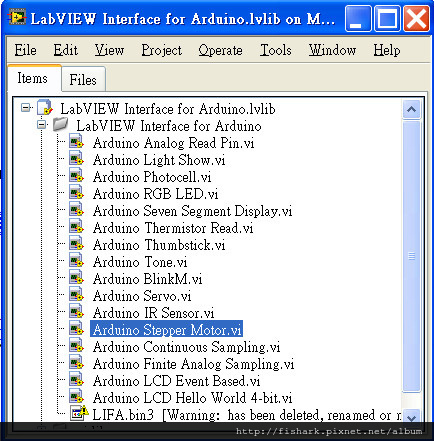 LabVIEW Interface for Arduino.lvlib on M...
File Edit View Project Operate Tools Window Help
Items Files
LabVIEW Interface for Arduino.lvlib
LabVIEW Interface for Arduino
Arduino Analog Read Pin.vi
Arduino Light Show.vi
Arduino Photocell.vi
Arduino RGB LED.vi
Arduino Seven Segment Display.vi
Arduino Thermistor Read.vi
Arduino Thumbstick.vi
Arduino Tone.vi
Arduino BlinkM.vi
Arduino Servo.vi
Arduino IR Sensor.vi
Arduino Stepper Motor.vi
Arduino Continuous Sampling.vi
Arduino Finite Analog Sampling.vi
Arduino LCD Event Based.vi
Arduino LCD Hello World 4-bit.vi
LIFA.bin3 [Warning: has been deleted, renamed or
http://fishark.pixnet.net/album